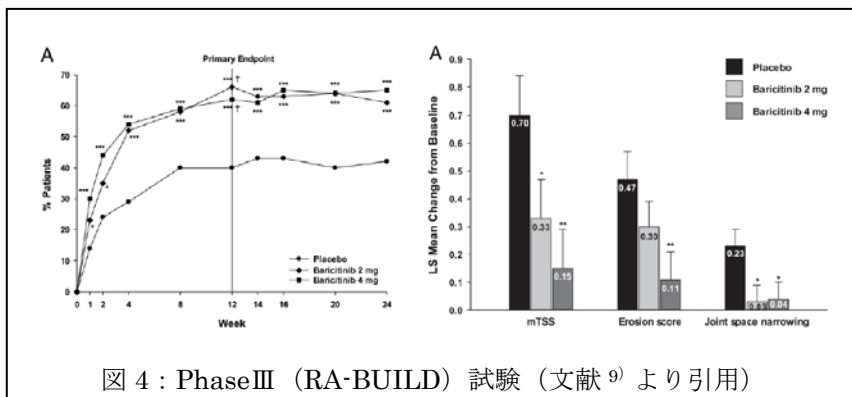 A
Primary Endpoint
% Patients
70
60
50
40
30
20
10
0
*** † *** *** *** ***
*** *** *** *** † *** *** *** ***
*** * *
Placebo
Baricitinib 2 mg
Baricitinib 4 mg
0 1 2 4 8 12 14 16 20 24
Week
A
LS Mean Change from Baseline
0.9
0.8
0.7
0.6
0.5
0.4
0.3
0.2
0.1
0.0
Placebo
Baricitinib 2 mg
Baricitinib 4 mg
0.70 0.33 0.15 0.47 0.30 0.11 0.23 0.03 0.04
* ** ** * *
mTSS Erosion score Joint space narrowing
図 4：PhaseⅢ（RA-BUILD）試験（文献 9) より引用）